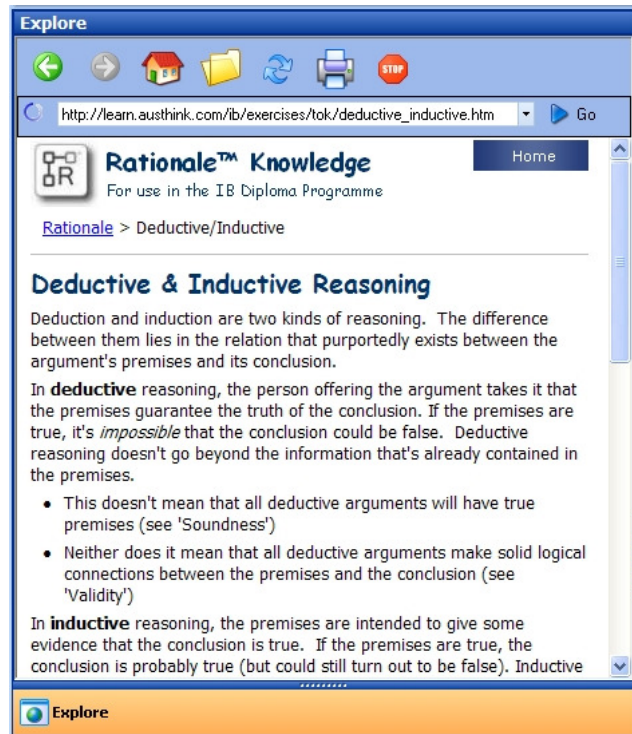 Explore
STOP
http://learn.austhink.com/ib/exercises/tok/deductive_inductive.htm Go
Rationale™ Knowledge Home
For use in the IB Diploma Programme
R
Rationale > Deductive/Inductive
Deductive & Inductive Reasoning
Deduction and induction are two kinds of reasoning. The difference
between them lies in the relation that purportedly exists between the
argument's premises and its conclusion.
In deductive reasoning, the person offering the argument takes it that
the premises guarantee the truth of the conclusion. If the premises are
true, it's impossible that the conclusion could be false. Deductive
reasoning doesn't go beyond the information that's already contained in
the premises.
• This doesn't mean that all deductive arguments will have true
premises (see 'Soundness')
• Neither does it mean that all deductive arguments make solid logical
connections between the premises and the conclusion (see
'Validity')
In inductive reasoning, the premises are intended to give some
evidence that the conclusion is true. If the premises are true, the
conclusion is probably true (but could still turn out to be false). Inductive
Explore